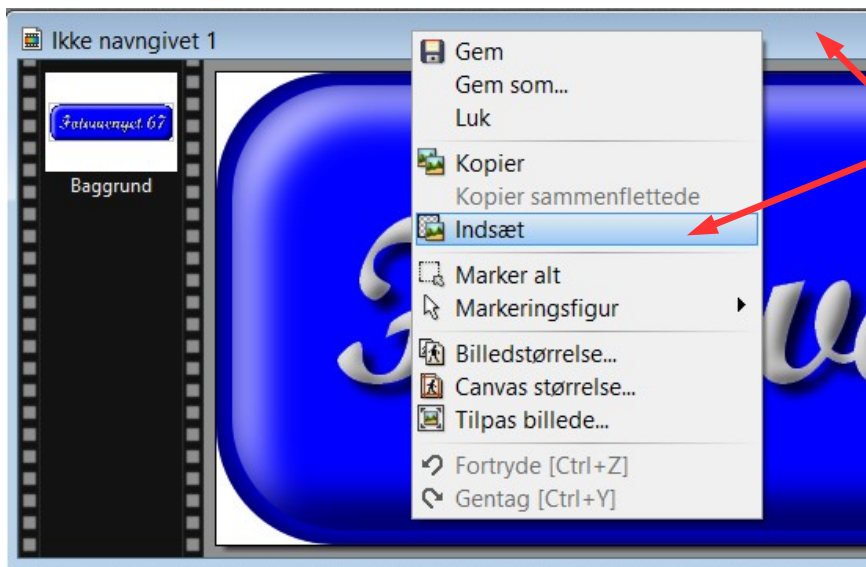 Ikke navngivet 1
67
Baggrund
Gem
Gem som...
Luk
Kopier
Kopier sammenflettede
Indsæt
Marker alt
Markeringsfigur
Billedstørrelse...
Canvas størrelse...
Tilpas billede...
Fortryde [Ctrl+Z]
Gentag [Ctrl+Y]